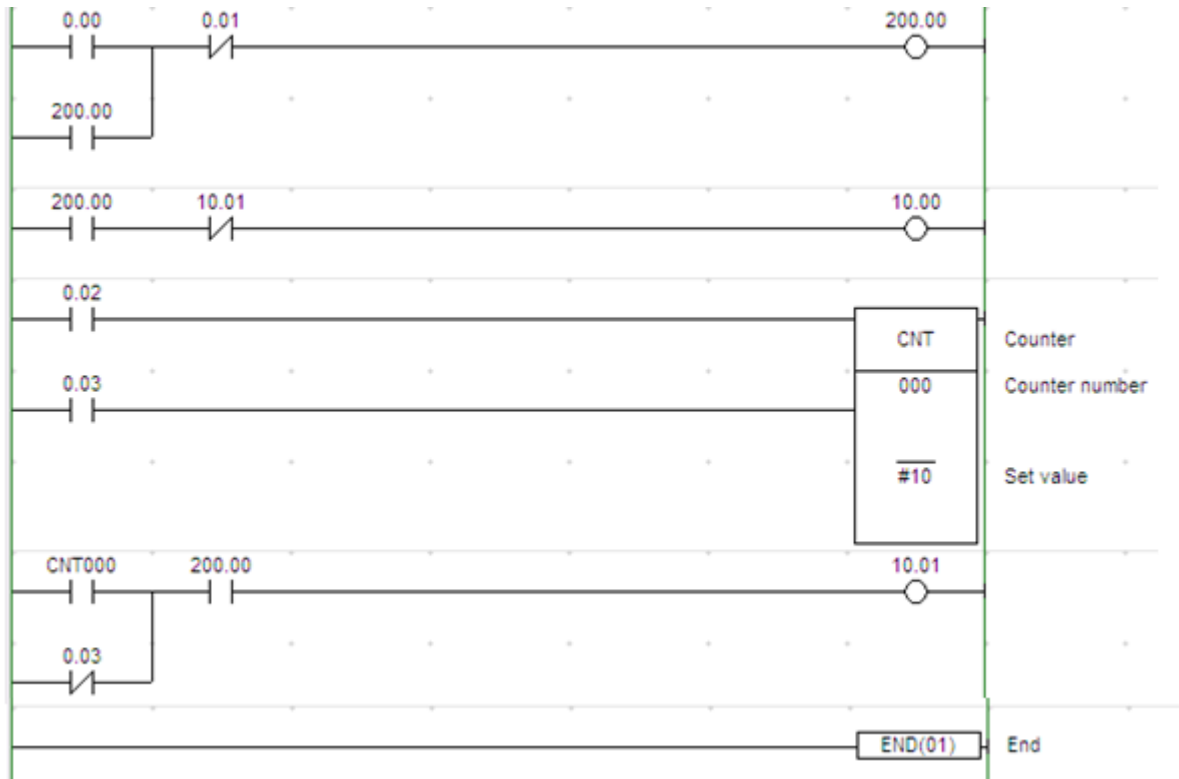 0.00 0.01 200.00
200.00
200.00 10.01 10.00
0.02
CNT Counter
0.03 000 Counter number
#10 Set value
CNT000 200.00 10.01
0.03
END(01) End